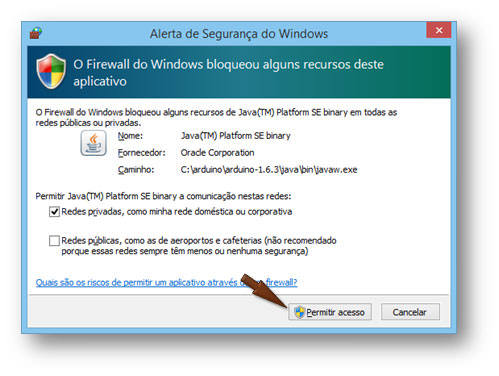 Alerta de Segurança do Windows
O Firewall do Windows bloqueou alguns recursos deste
aplicativo
O Firewall do Windows bloqueou alguns recursos de Java(TM) Platform SE binary em todas as
redes públicas ou privadas.
Nome: Java(TM) Platform SE binary
Fornecedor: Oracle Corporation
Caminho: C:\arduino\arduino-1.6.3\java\bin\javaw.exe
Permitir Java(TM) Platform SE binary a comunicação nestas redes:
Redes privadas, como minha rede doméstica ou corporativa
Redes públicas, como as de aeroportos e cafeterias (não recomendado
porque essas redes sempre têm menos ou nenhuma segurança)
Quais são os riscos de permitir um aplicativo através firewall?
Permitir acesso Cancelar